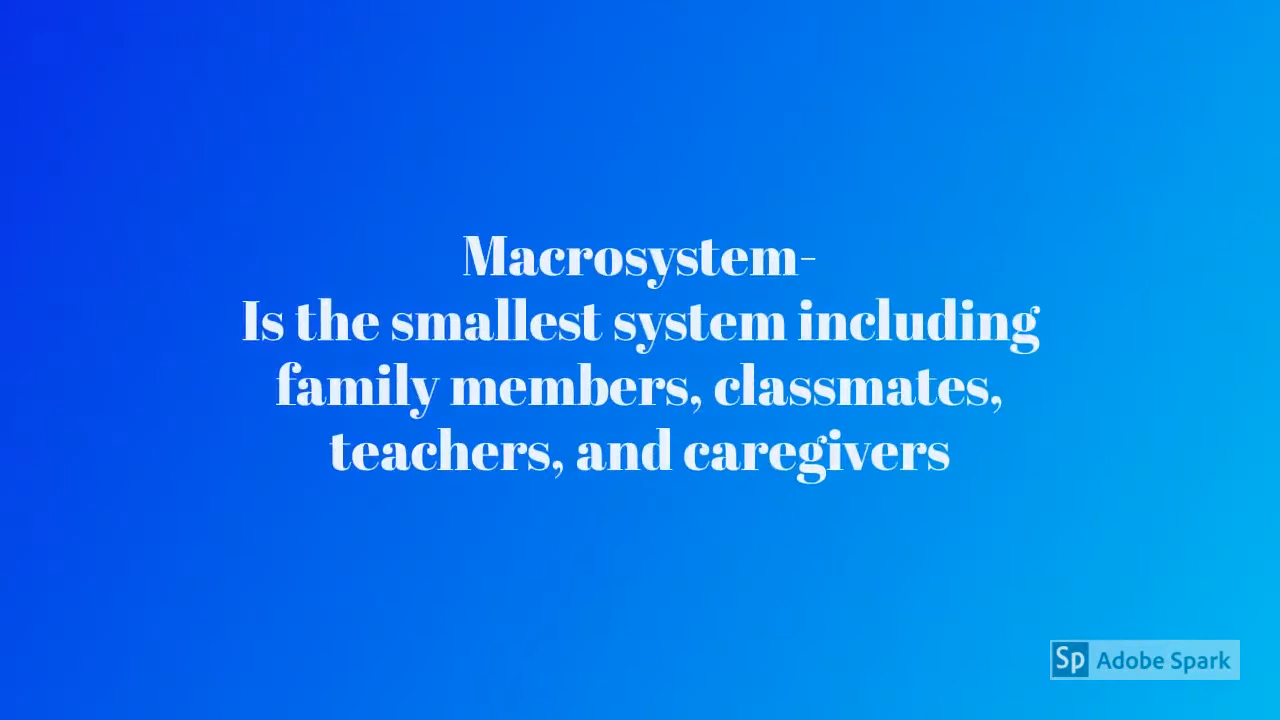 Macrosystem-
Is the smallest system including
family members, classmates,
teachers, and caregivers
Sp Adobe Spark